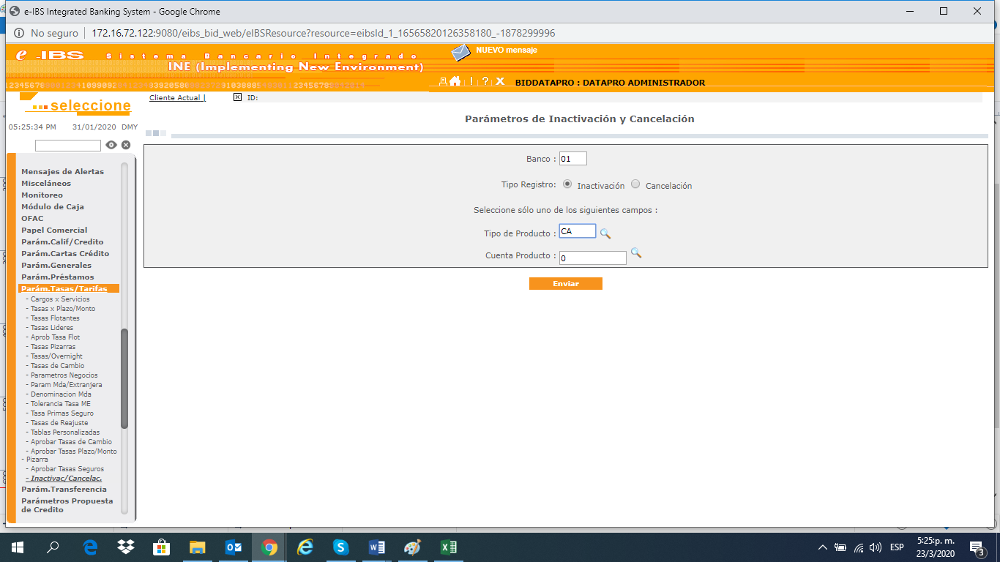 e-IBS Integrated Banking System - Google Chrome
No seguro | 172.16.72.122:9080/eibs_bid_web/eIBSResource?resource=eibsId_1_16565820126358180_-1878299996
e -IBS Sistema Bancario Integrado
INE (Implementing New Environment)
NUEVO mensaje
BIDDATAPRO : DATAPRO ADMINISTRADOR
seleccione
05:25:34 PM 31/01/2020 DMY
Cliente Actual | ID:
Parámetros de Inactivación y Cancelación
Banco : 01
Tipo Registro: Inactivación Cancelación
Seleccione sólo uno de los siguientes campos :
Tipo de Producto : CA
Cuenta Producto : 0
Enviar
Mensajes de Alertas
Misceláneos
Monitoreo
Módulo de Caja
OFAC
Papel Comercial
Parám.Calif/Credito
Parám.Cartas Crédito
Parám.Generales
Parám.Préstamos
Parám.Tasas/Tarifas
- Cargos x Servicios
- Tasas x Plazo/Monto
- Tasas Flotantes
- Tasas Lideres
- Aprob Tasa Flot
- Tasas Pizarras
- Tasas/Overnight
- Tasas de Cambio
- Parametros Negocios
- Param Mda/Extranjera
- Denominacion Mda
- Tolerancia Tasa ME
- Tasa Primas Seguro
- Tasas de Reajuste
- Tablas Personalizadas
- Aprobar Tasas de Cambio
- Aprobar Tasas Plazo/Monto
- Pizarra
- Aprobar Tasas Seguros
- Inactivac/Cancelac.
Parám.Transferencia
Parámetros Propuesta
de Credito
ESP
5:25:p. m.
23/3/2020
3